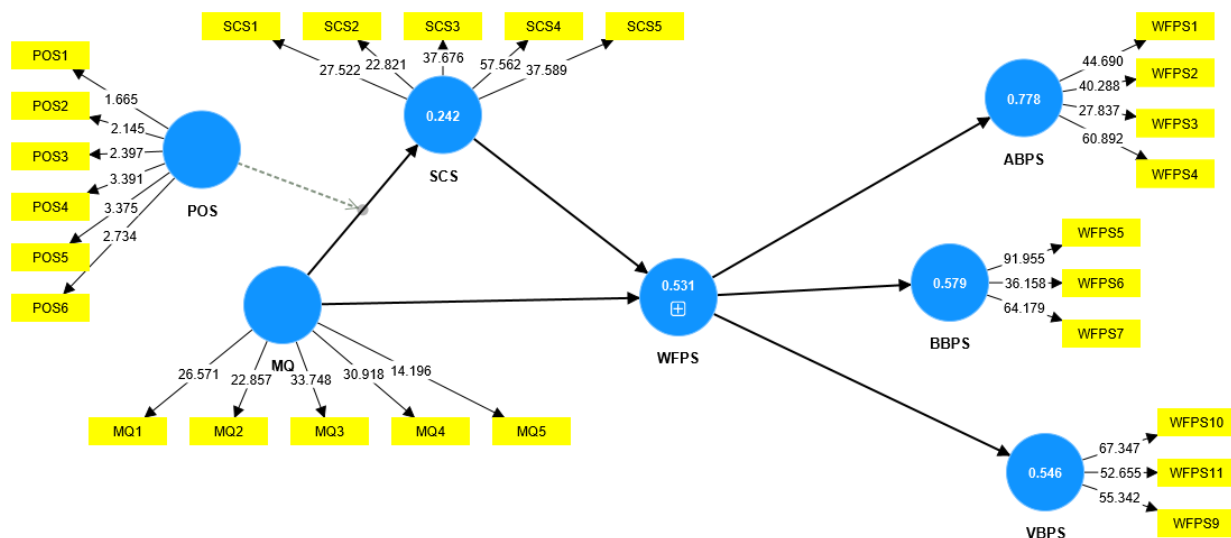 SCS1
SCS2
SCS3
SCS4
SCS5
27.522
22.821
37.676
57.562
37.589
0.242
SCS
POS1
POS2
POS3
POS4
POS5
POS6
1.665
2.145
2.397
3.391
3.375
2.734
POS
MQ
26.571
22.857
33.748
30.918
14.196
MQ1
MQ2
MQ3
MQ4
MQ5
0.531
WFPS
0.778
ABPS
44.690
40.288
27.837
60.892
WFPS1
WFPS2
WFPS3
WFPS4
0.579
BBPS
91.955
36.158
64.179
WFPS5
WFPS6
WFPS7
0.546
VBPS
67.347
52.655
55.342
WFPS10
WFPS11
WFPS9